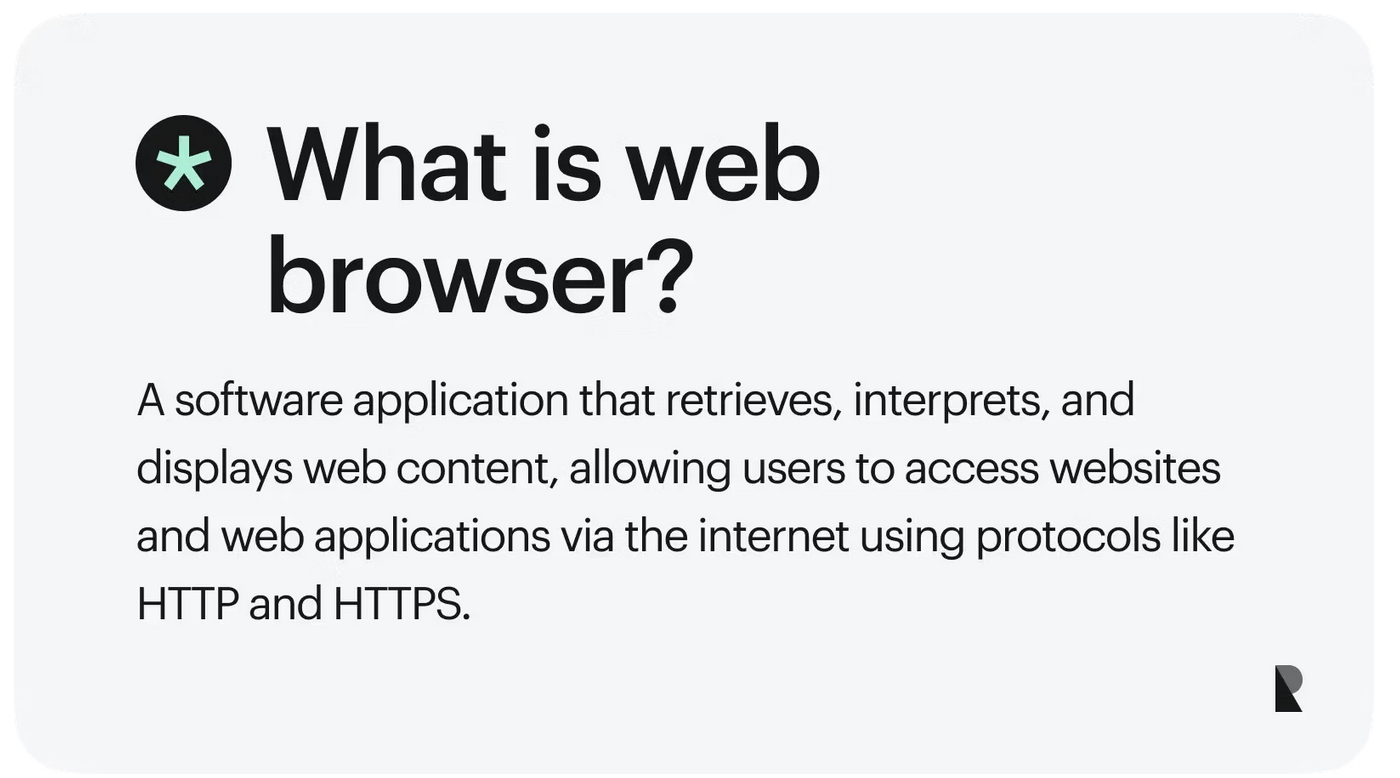 What is web
browser?
A software application that retrieves, interprets, and
displays web content, allowing users to access websites
and web applications via the internet using protocols like
HTTP and HTTPS.